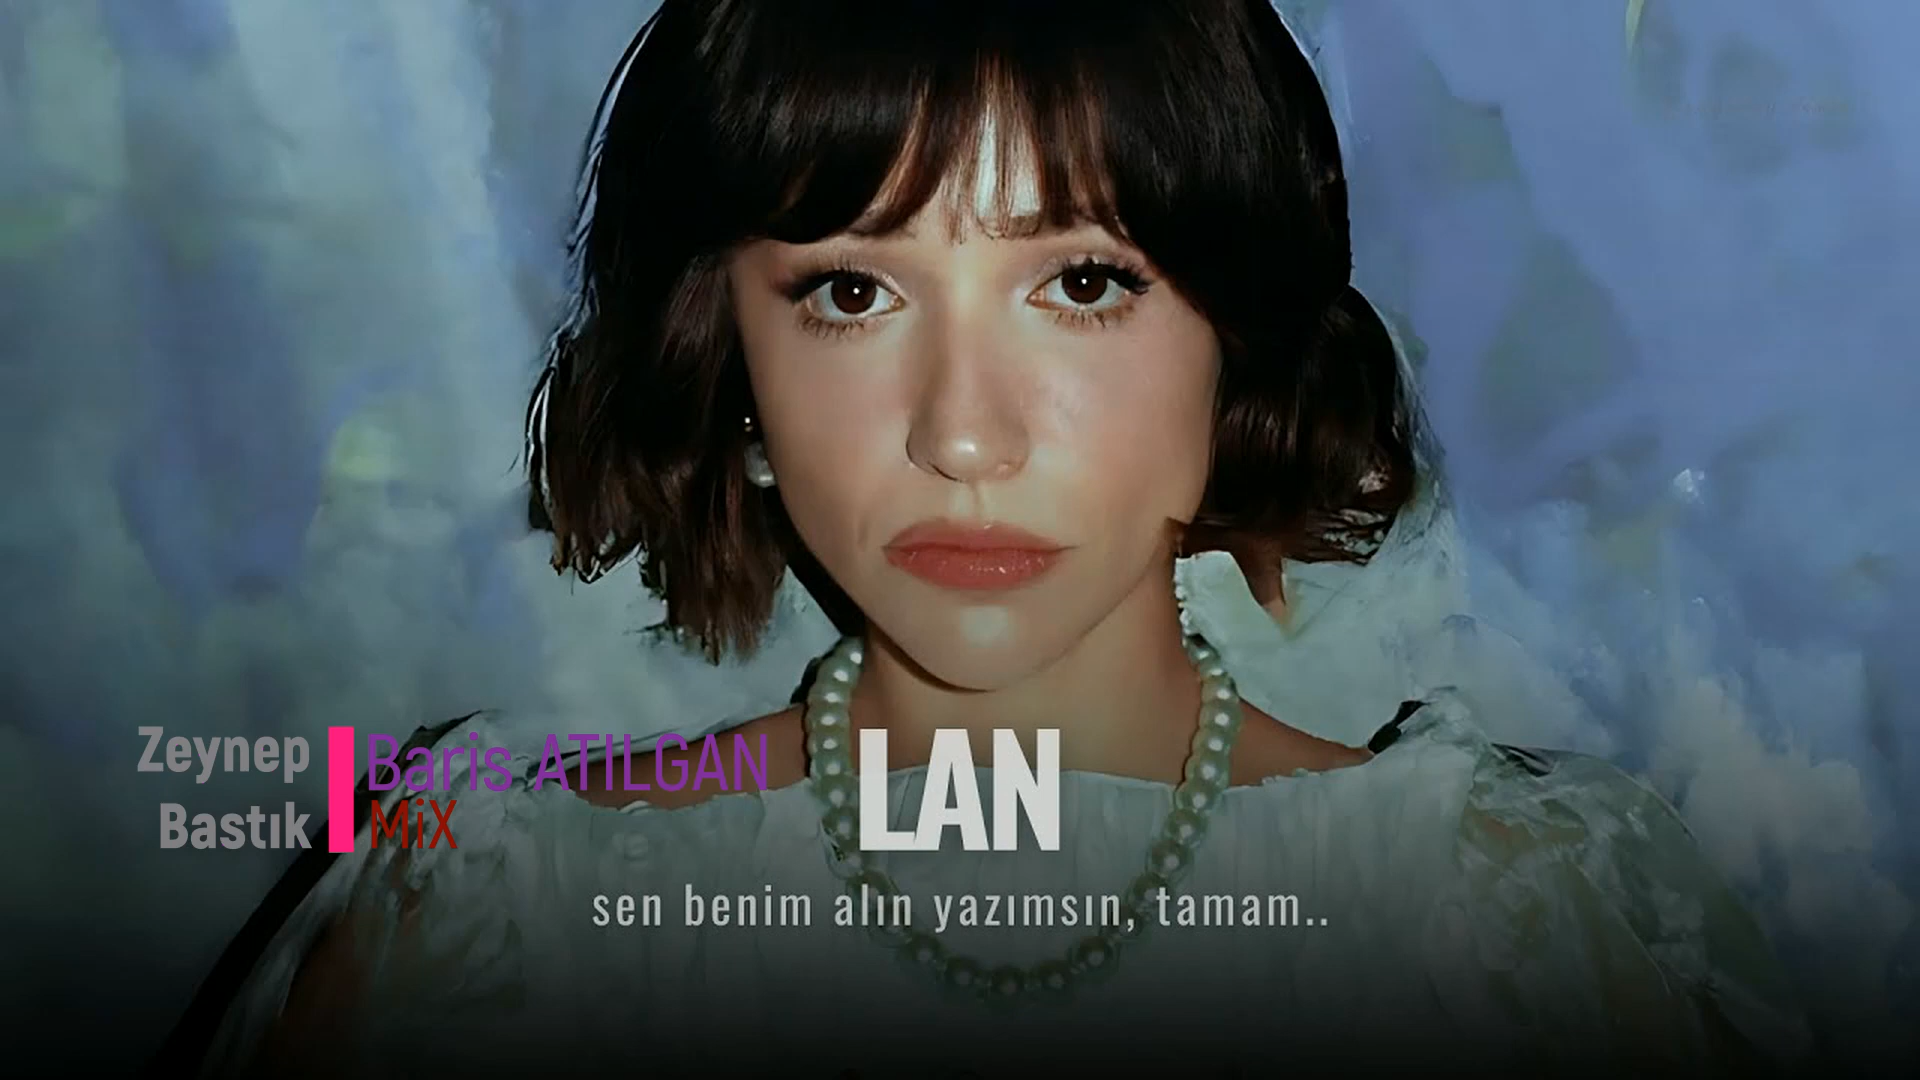 Zeynep
Bastık
Baris ATILGAN
MiX
LAN
sen benim alın yazımsın, tamam..